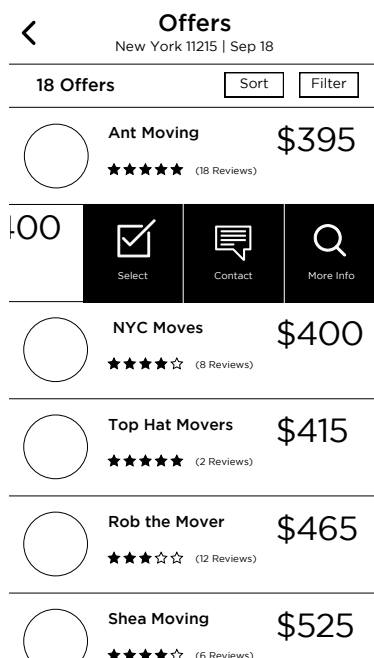 Offers
New York 11215 | Sep 18
18 Offers Sort Filter
Ant Moving $395
(18 Reviews)
400
Select Contact More Info
NYC Moves $400
(8 Reviews)
Top Hat Movers $415
(2 Reviews)
Rob the Mover $465
(12 Reviews)
Shea Moving $525
(6 Reviews)